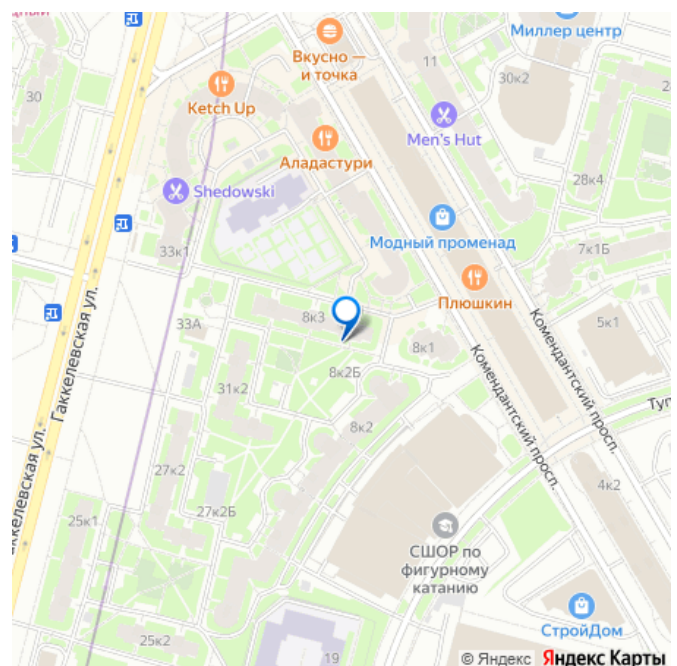 Миллер центр
Вкусно —
и точка
11
30к2
30
Ketch Up
Men's Hut
Аладастури
28к4
Shedowski
Модный променад
7к1Б
33к1
Плюшкин
8к3
33А
5к1
8к1
Комендантский просп.
Гаккелевская ул.
8к2Б
31к2
Комендантский просп.
8к2
27к2
4к2
27к2Б
25к1
СШОР по
фигурному
катанию
СтройДом
25к2
19
© Яндекс Яндекс Карты